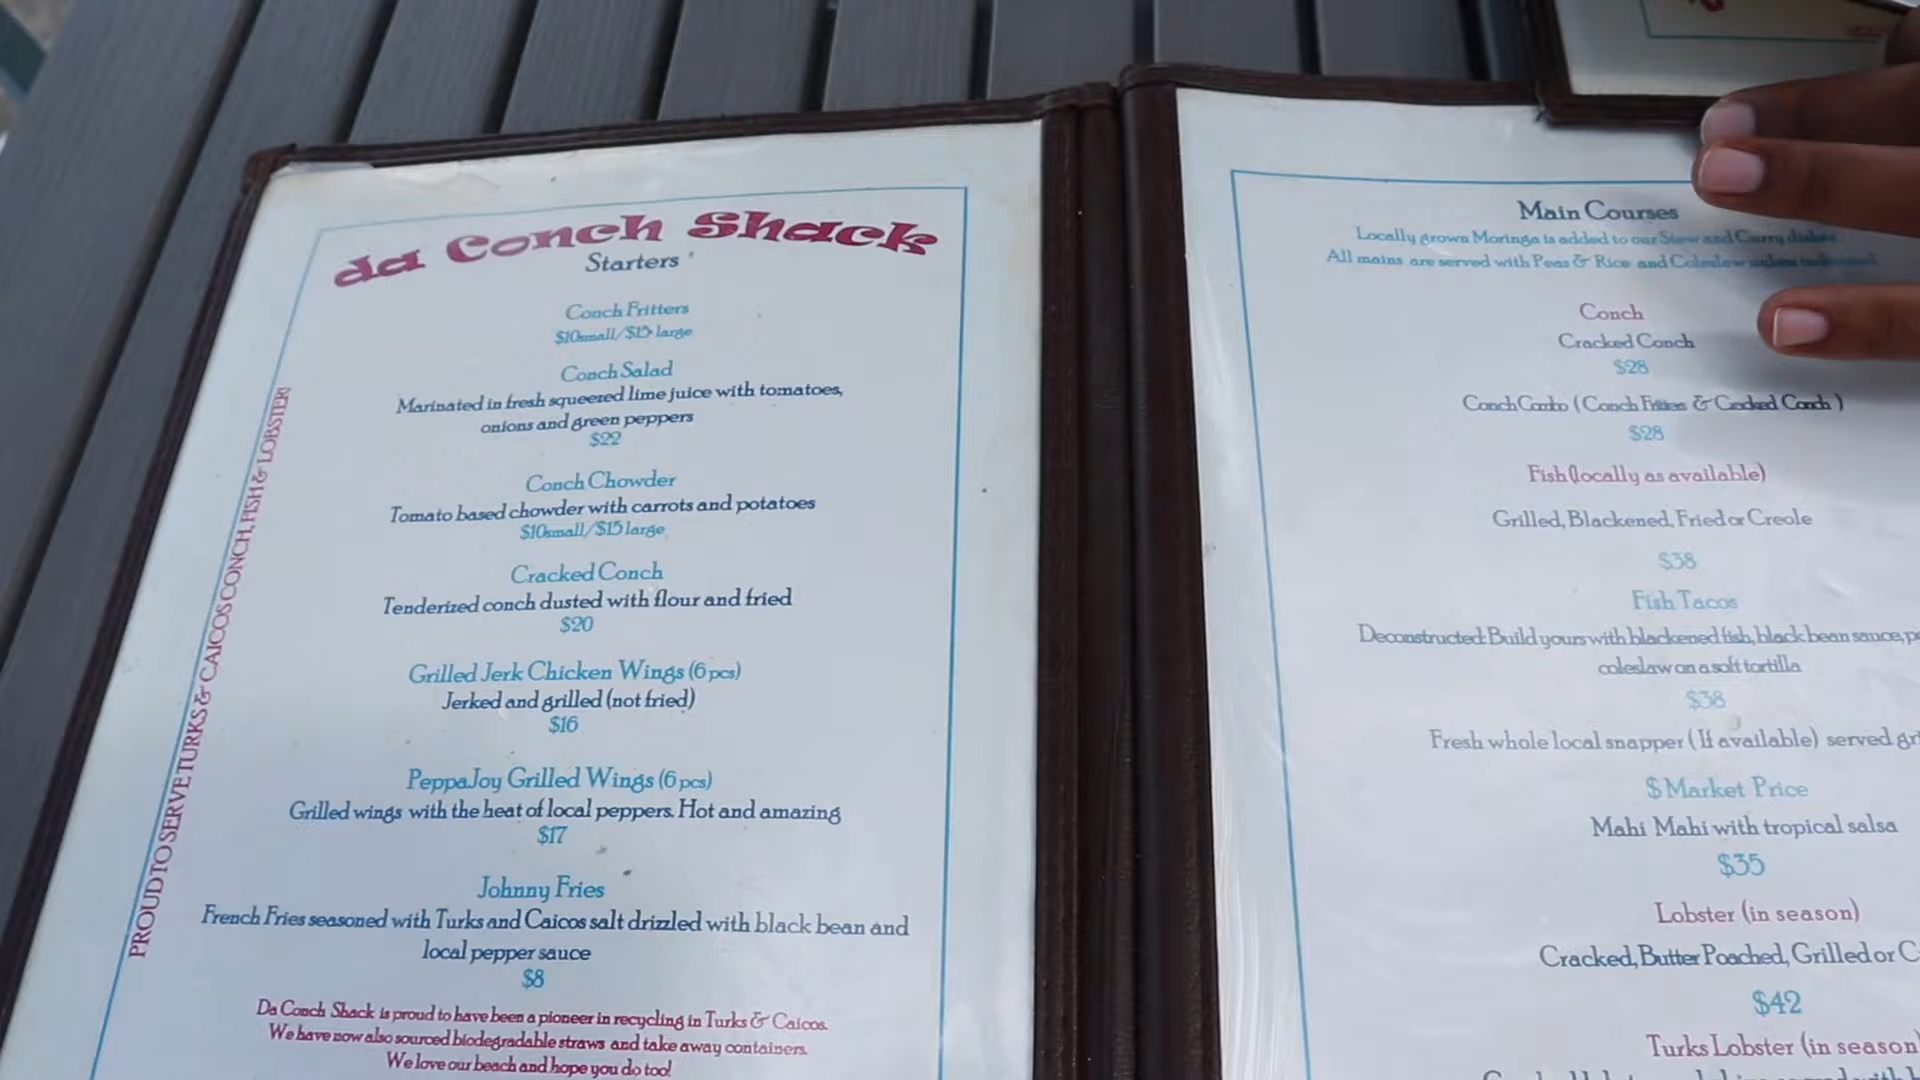 da Conch Shack
Starters
Conch Fritters
$10small/$15 large
Conch Salad
Marinated in fresh squeezed lime juice with tomatoes,
onions and green peppers
$22
Conch Chowder
Tomato based chowder with carrots and potatoes
$10small/$15 large
Cracked Conch
Tenderized conch dusted with flour and fried
$20
Grilled Jerk Chicken Wings (6 pcs)
Jerked and grilled (not fried)
$16
PeppaJoy Grilled Wings (6 pcs)
Grilled wings with the heat of local peppers. Hot and amazing
$17
Johnny Fries
French Fries seasoned with Turks and Caicos salt drizzled with black bean and
local pepper sauce
$8
Da Conch Shack is proud to have been a pioneer in recycling in Turks & Caicos.
We have now also sourced biodegradable straws and take away containers.
We love our beach and hope you do too!
PROUD TO SERVE TURKS & CAICOS CONCH, FISH & LOBSTER!
Main Courses
Locally grown Moringa is added to our Stew and Curry dishes
All mains are served with Peas & Rice and Coleslaw unless
Conch
Cracked Conch
$28
Conch Combo (Conch Fritters & Cracked Conch)
$28
Fish (locally as available)
Grilled, Blackened, Fried or Creole
$38
Fish Tacos
Deconstructed: Build yours with blackened fish, black bean sauce,
coleslaw on a soft tortilla
$38
Fresh whole local snapper (If available) served
$ Market Price
Mahi Mahi with tropical salsa
$35
Lobster (in season)
Cracked, Butter Poached, Grilled or
$42
Turks Lobster (in season